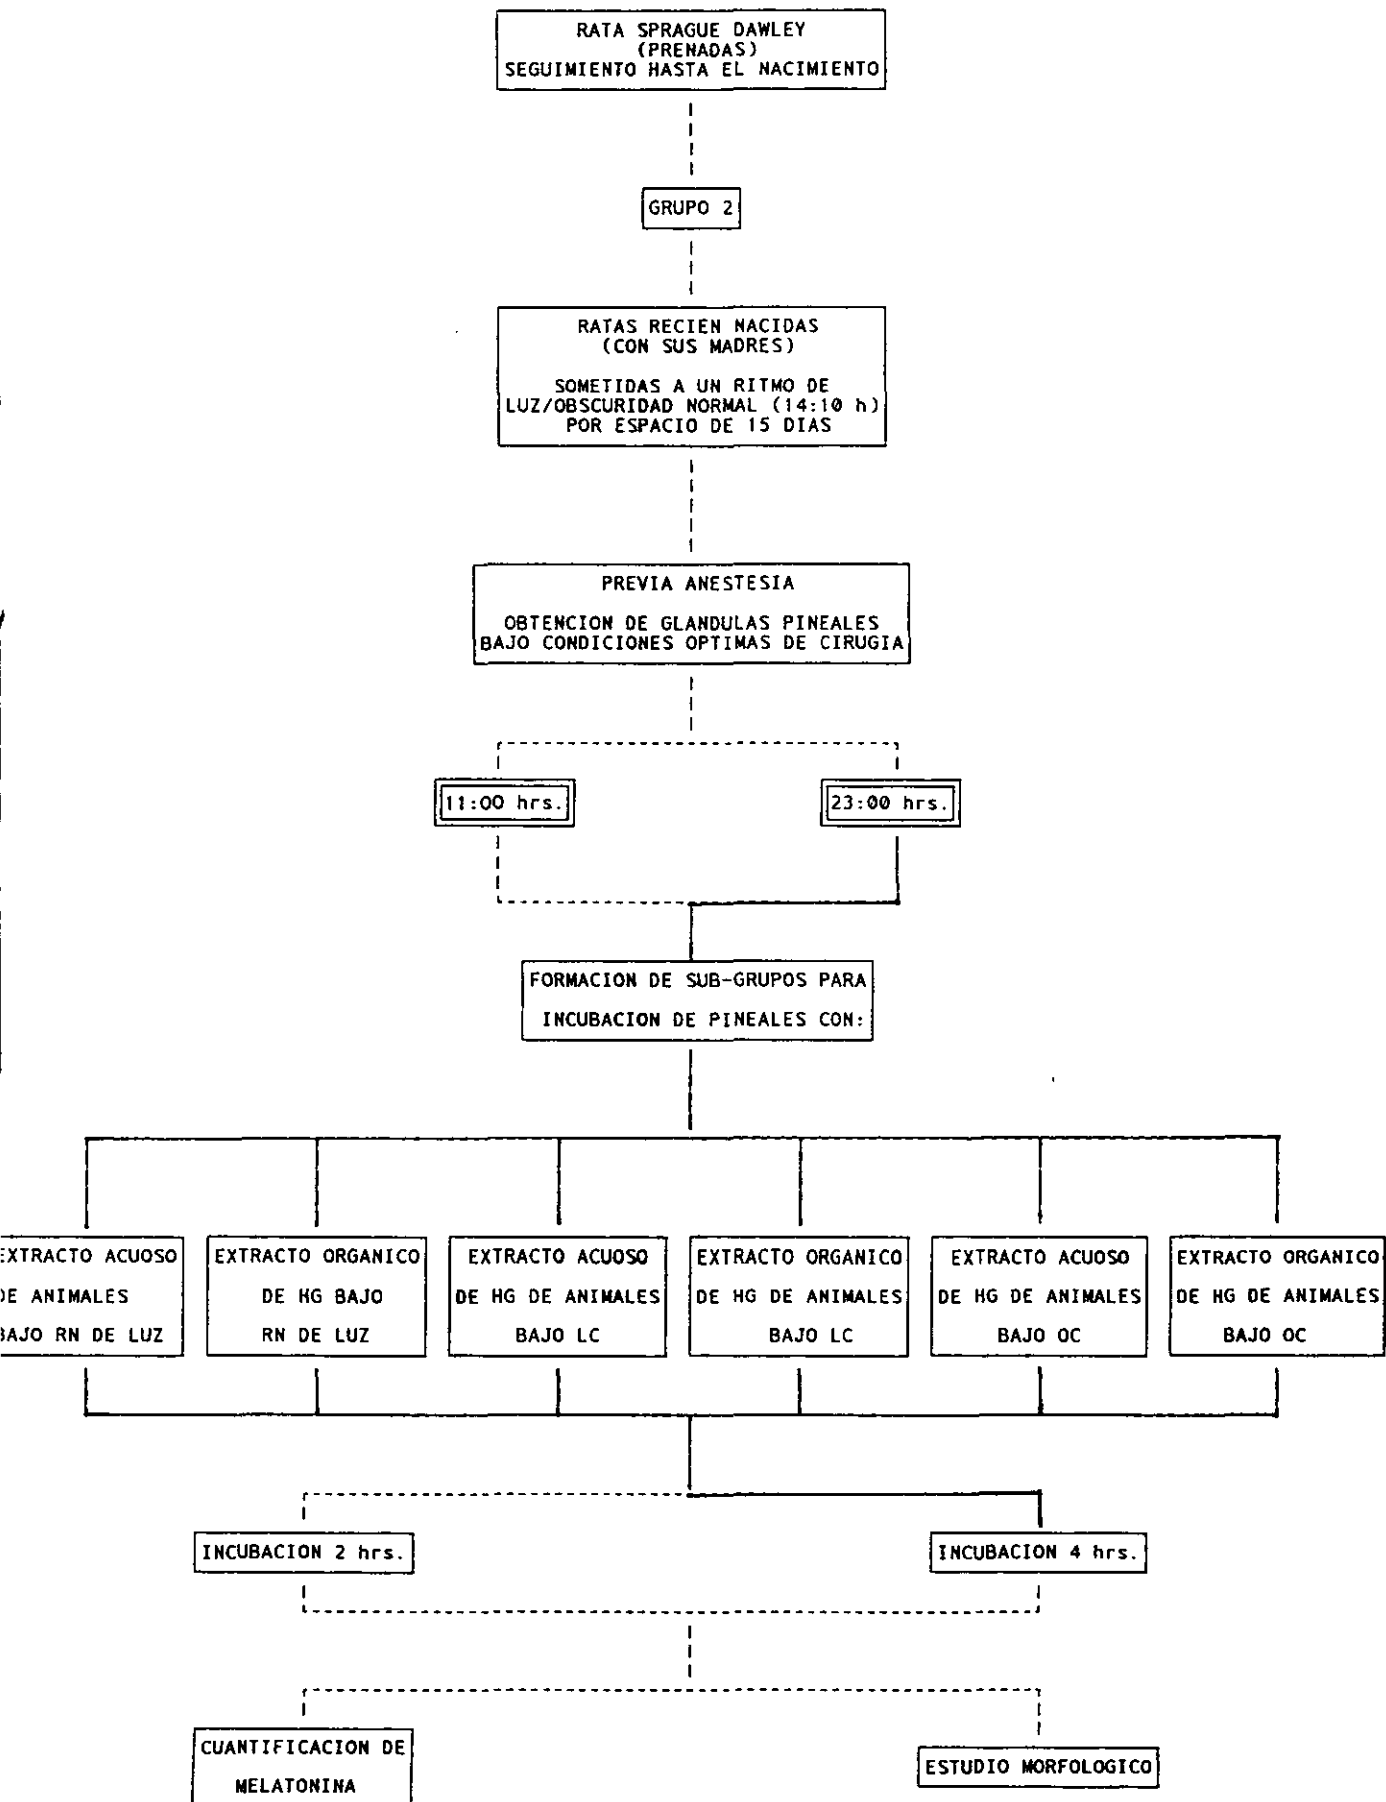 RATA SPRAGUE DAWLEY
(PRENADAS)
SEGUIMIENTO HASTA EL NACIMIENTO
GRUPO 2
RATAS RECIEN NACIDAS
(CON SUS MADRES)
SOMETIDAS A UN RITMO DE
LUZ/OBSCURIDAD NORMAL (14:10 h)
POR ESPACIO DE 15 DIAS
PREVIA ANESTESIA
OBTENCION DE GLANDULAS PINEALES
BAJO CONDICIONES OPTIMAS DE CIRUGIA
11:00 hrs.
23:00 hrs.
FORMACION DE SUB-GRUPOS PARA
INCUBACION DE PINEALES CON:
EXTRACTO ACUOSO
DE ANIMALES
BAJO RN DE LUZ
EXTRACTO ORGANICO
DE HG BAJO
RN DE LUZ
EXTRACTO ACUOSO
DE HG DE ANIMALES
BAJO LC
EXTRACTO ORGANICO
DE HG DE ANIMALES
BAJO LC
EXTRACTO ACUOSO
DE HG DE ANIMALES
BAJO OC
EXTRACTO ORGANICO
DE HG DE ANIMALES
BAJO OC
INCUBACION 2 hrs.
INCUBACION 4 hrs.
CUANTIFICACION DE
MELATONINA
ESTUDIO MORFOLOGICO